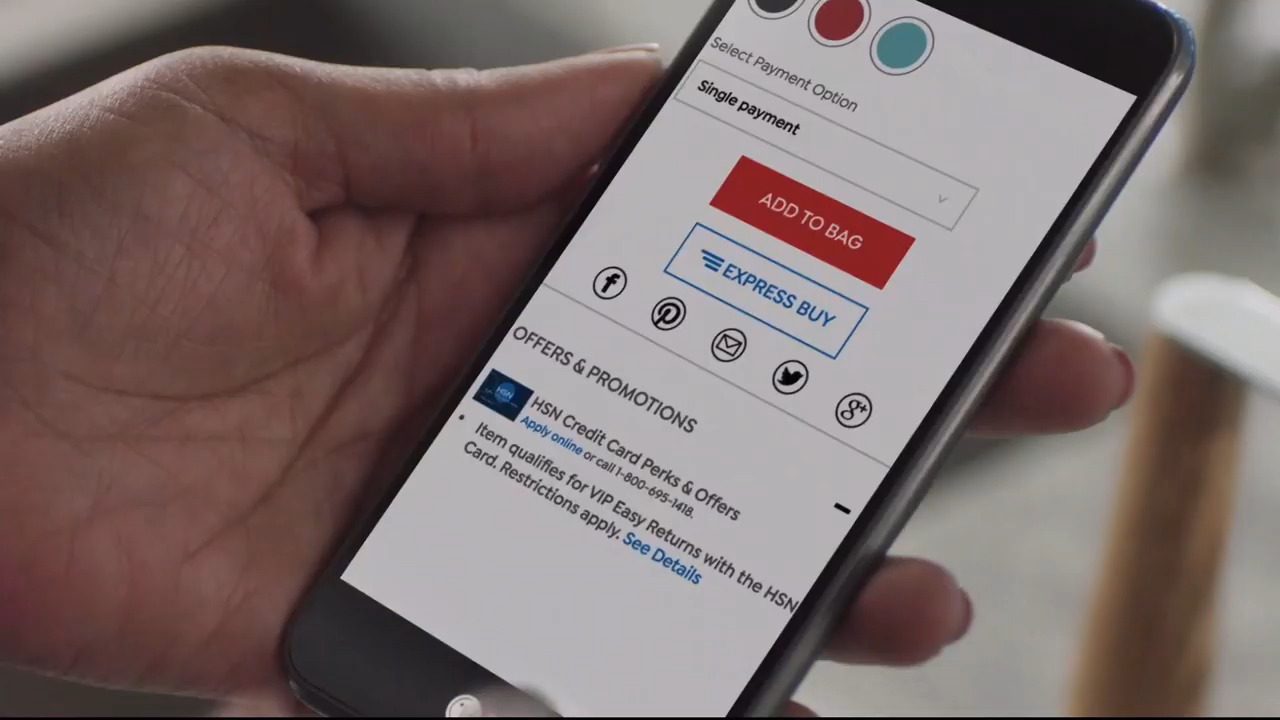 Select Payment Option
Single payment
ADD TO BAG
EXPRESS BUY
OFFERS & PROMOTIONS
HSN
HSN Credit Card Perks & Offers
Apply online or call 1-800-695-1418.
Item qualifies for VIP Easy Returns with the HSN
Card. Restrictions apply. See Details